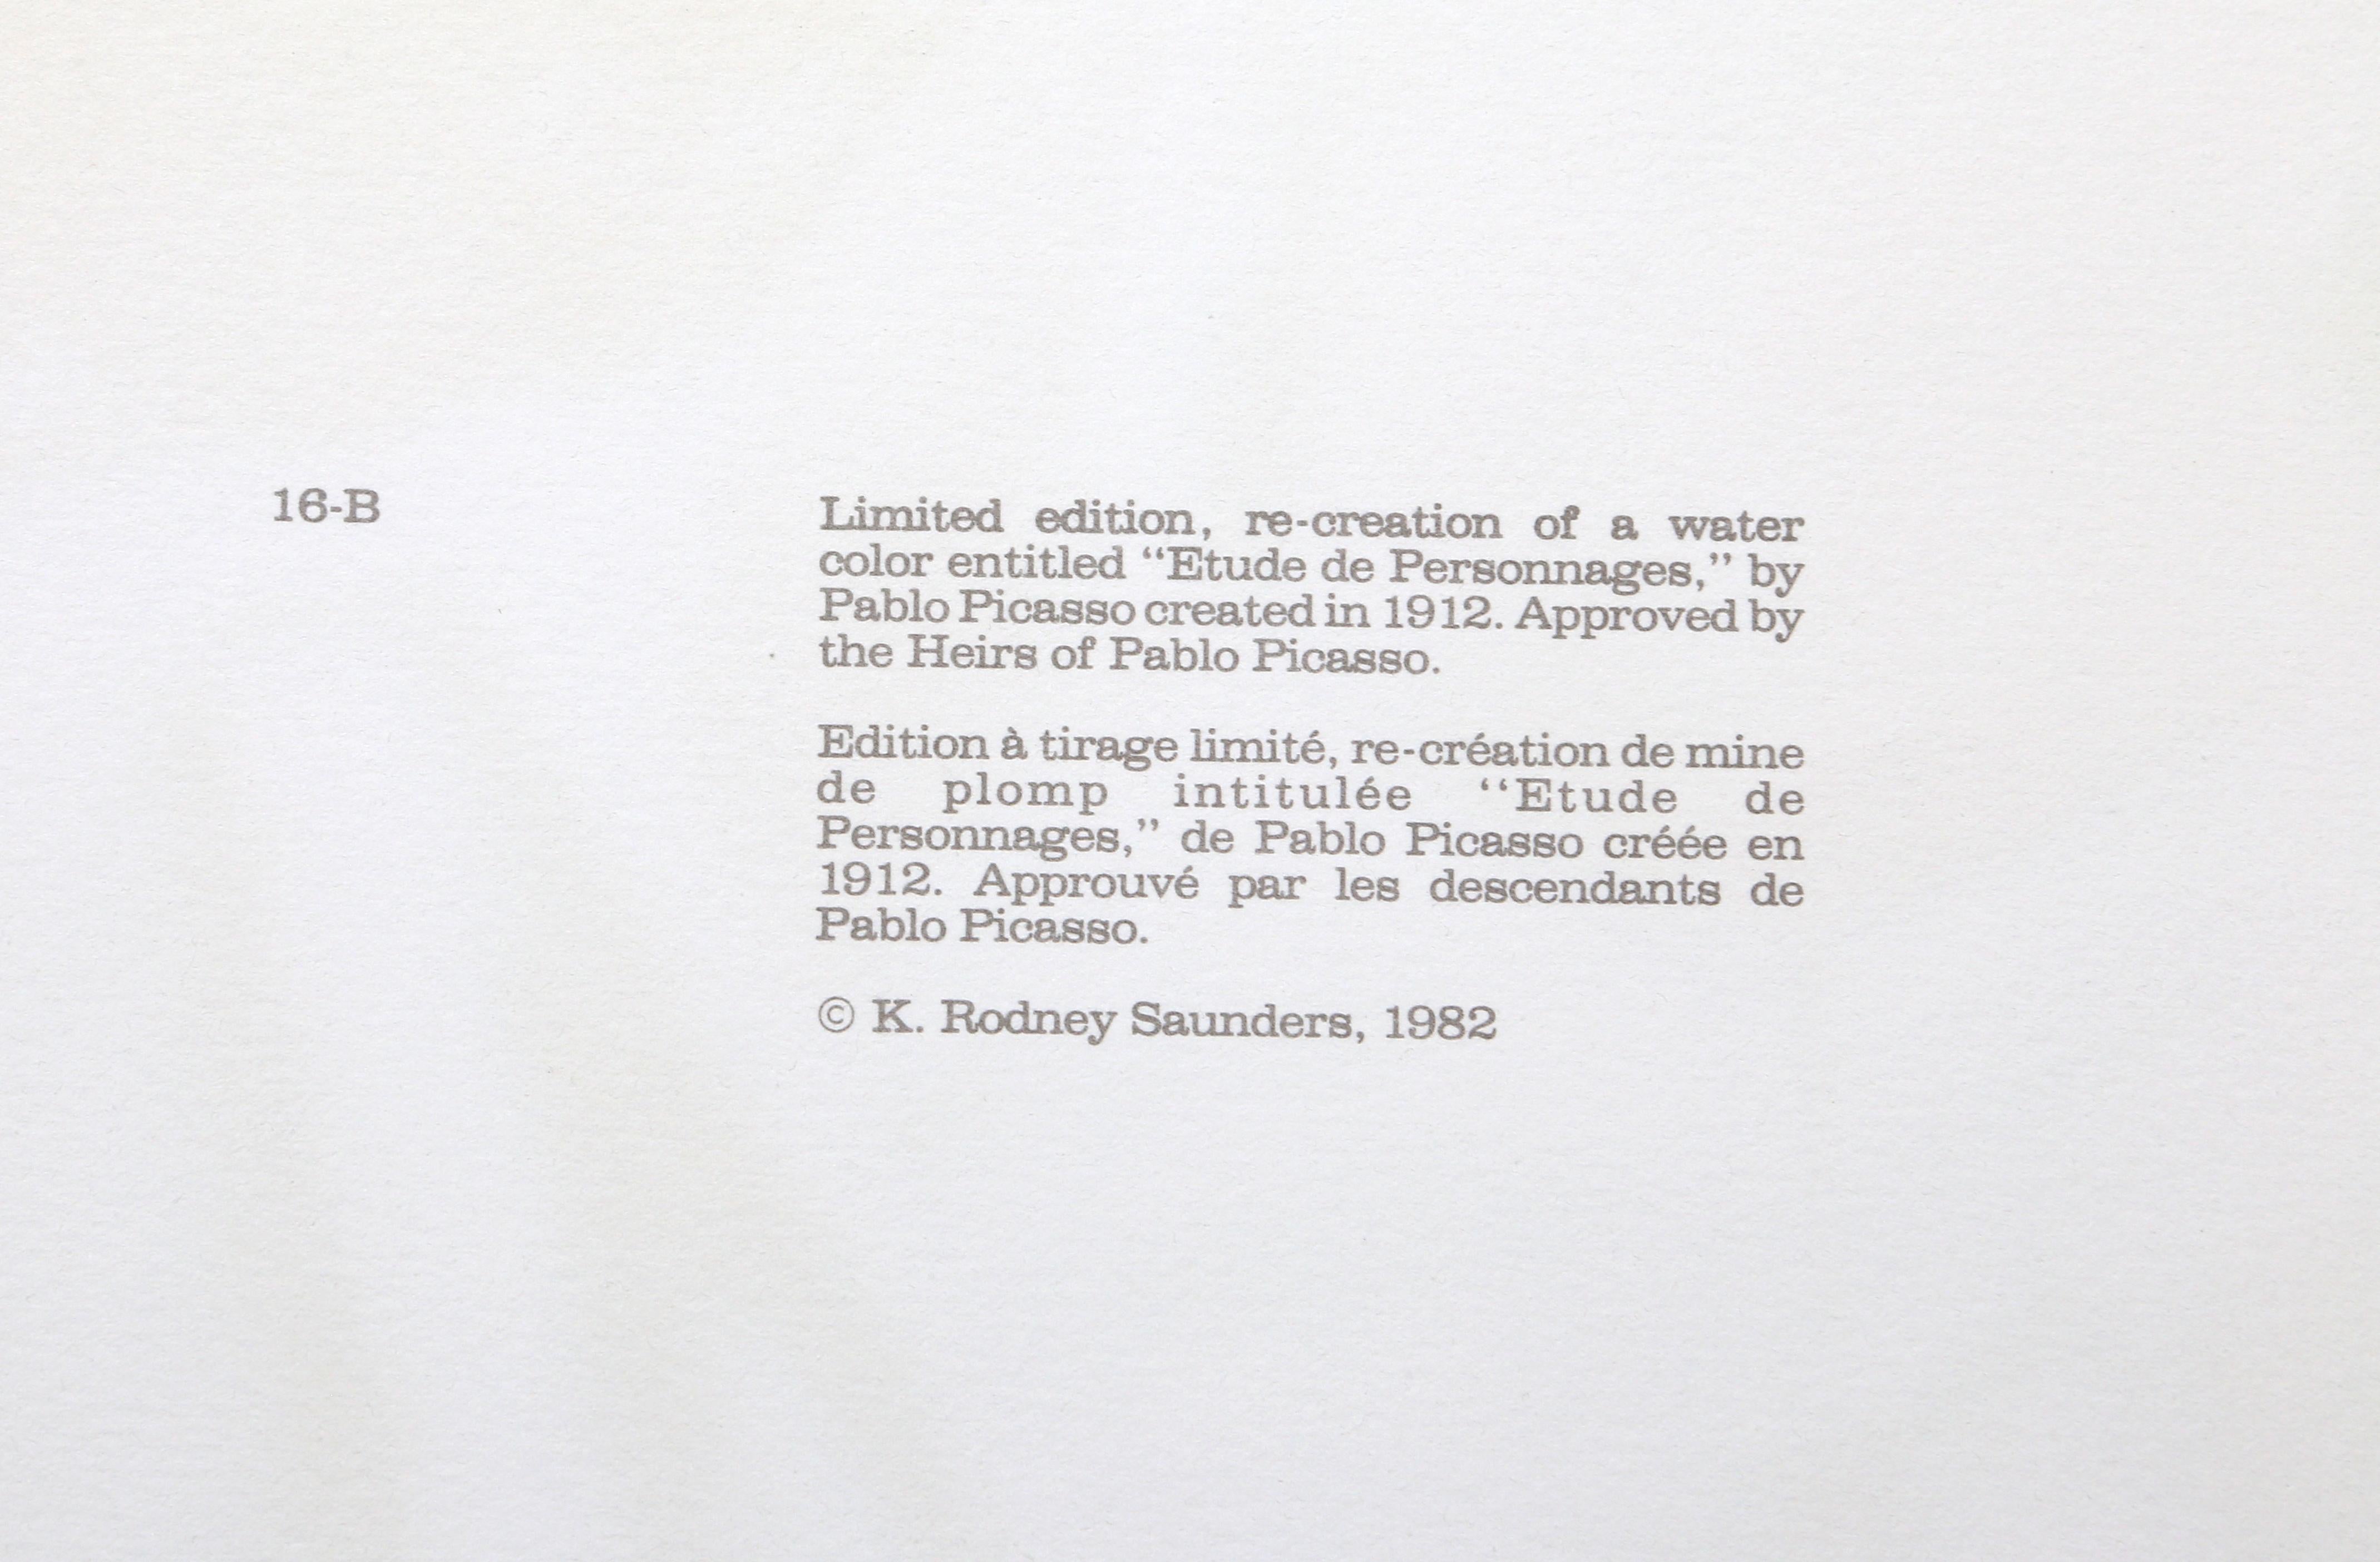 16-B
Limited edition, re-creation of a water
color entitled “Etude de Personnages,” by
Pablo Picasso created in 1912. Approved by
the Heirs of Pablo Picasso.
Edition à tirage limité, re-création de mine
de plomp intitulée “Etude de
Personnages,” de Pablo Picasso créée en
1912. Approuvé par les descendants de
Pablo Picasso.
© K. Rodney Saunders, 1982